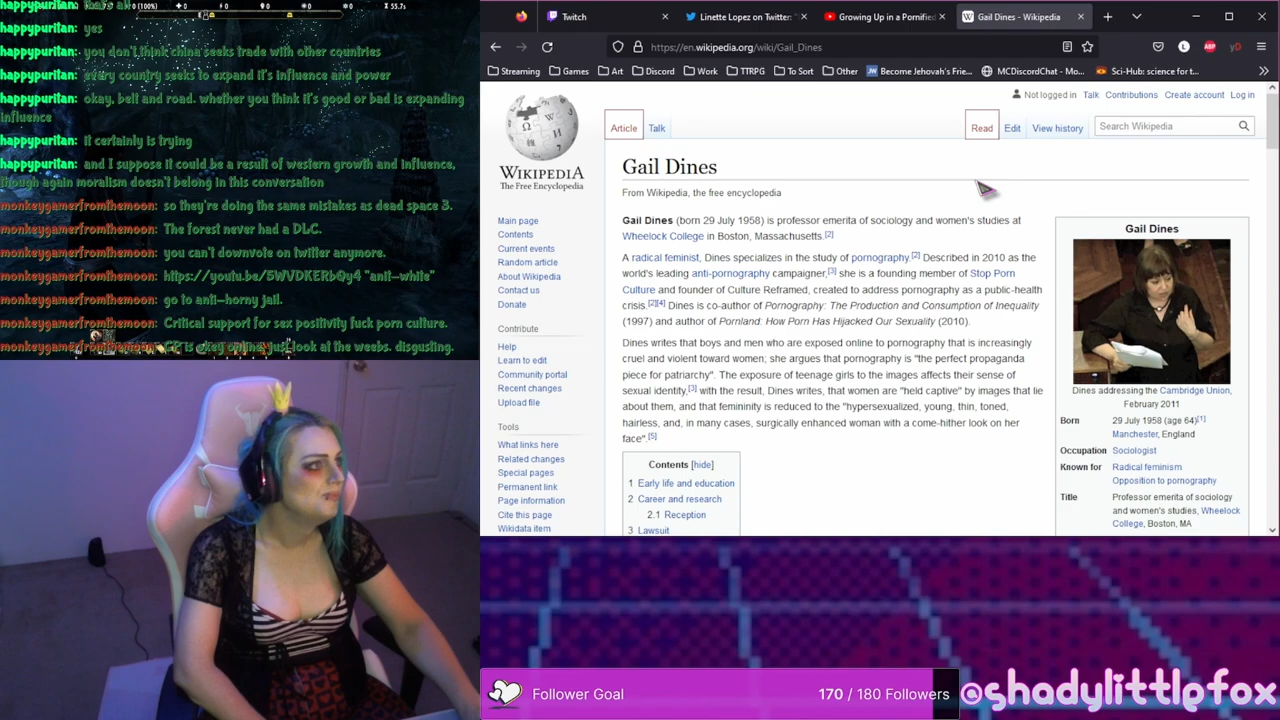 happypuritan: thats all
happypuritan: yes
happypuritan: you don't think china seeks trade with other countries
happypuritan: every country seeks to expand it's influence and power
happypuritan: okay, belt and road. whether you think it's good or bad is expanding
influence
happypuritan: it certainly is trying
happypuritan: and I suppose it could be a result of western growth and influence,
though again moralism doesn't belong in this conversation
monkeygamerfromthemoon: so they're doing the same mistakes as dead space 3.
monkeygamerfromthemoon: The forest never had a DLC.
monkeygamerfromthemoon: you can't downvote on twitter anymore.
monkeygamerfromthemoon: "anti-white"
monkeygamerfromthemoon: go to anti-horny jail.
monkeygamerfromthemoon: Critical support for sex positivity fuck porn culture.
monkeygamerfromthemoon: is okey online just look at the weebs. disgusting.
(100%) 55.7s
Twitch
Linette Lopez on Twitter: "
Growing Up in a Pornified
Gail Dines - Wikipedia
https://en.wikipedia.org/wiki/Gail_Dines
Streaming Games Art Discord Work TTRPG To Sort Other Become Jehovah's Frie... MCDiscordChat - Mo... Sci-Hub: science for t...
Not logged in Talk Contributions Create account Log in
Article Talk Read Edit View history Search Wikipedia
WIKIPEDIA
The Free Encyclopedia
Main page
Contents
Current events
Random article
About Wikipedia
Contact us
Donate
Contribute
Help
Learn to edit
Community portal
Recent changes
Upload file
Tools
What links here
Related changes
Special pages
Permanent link
Page information
Cite this page
Wikidata item
Gail Dines
From Wikipedia, the free encyclopedia
Gail Dines (born 29 July 1958) is professor emerita of sociology and women's studies at
Wheelock College in Boston, Massachusetts.[2]
A radical feminist, Dines specializes in the study of pornography.[2] Described in 2010 as the
world's leading anti-pornography campaigner,[3] she is a founding member of Stop Porn
Culture and founder of Culture Reframed, created to address pornography as a public-health
crisis.[2][4] Dines is co-author of Pornography: The Production and Consumption of Inequality
(1997) and author of Pornland: How Porn Has Hijacked Our Sexuality (2010).
Dines writes that boys and men who are exposed online to pornography that is increasingly
cruel and violent toward women; she argues that pornography is "the perfect propaganda
piece for patriarchy". The exposure of teenage girls to the images affects their sense of
sexual identity,[3] with the result, Dines writes, that women are "held captive" by images that lie
about them, and that femininity is reduced to the "hypersexualized, young, thin, toned,
hairless, and, in many cases, surgically enhanced woman with a come-hither look on her
face".[5]
Contents [hide]
1 Early life and education
2 Career and research
2.1 Reception
3 Lawsuit
Gail Dines
Dines addressing the Cambridge Union,
February 2011
Born 29 July 1958 (age 64)[1]
Manchester, England
Occupation Sociologist
Known for Radical feminism
Opposition to pornography
Title Professor emerita of sociology
and women's studies, Wheelock
College, Boston, MA
Follower Goal 170 / 180 Followers
@shadylittlefox